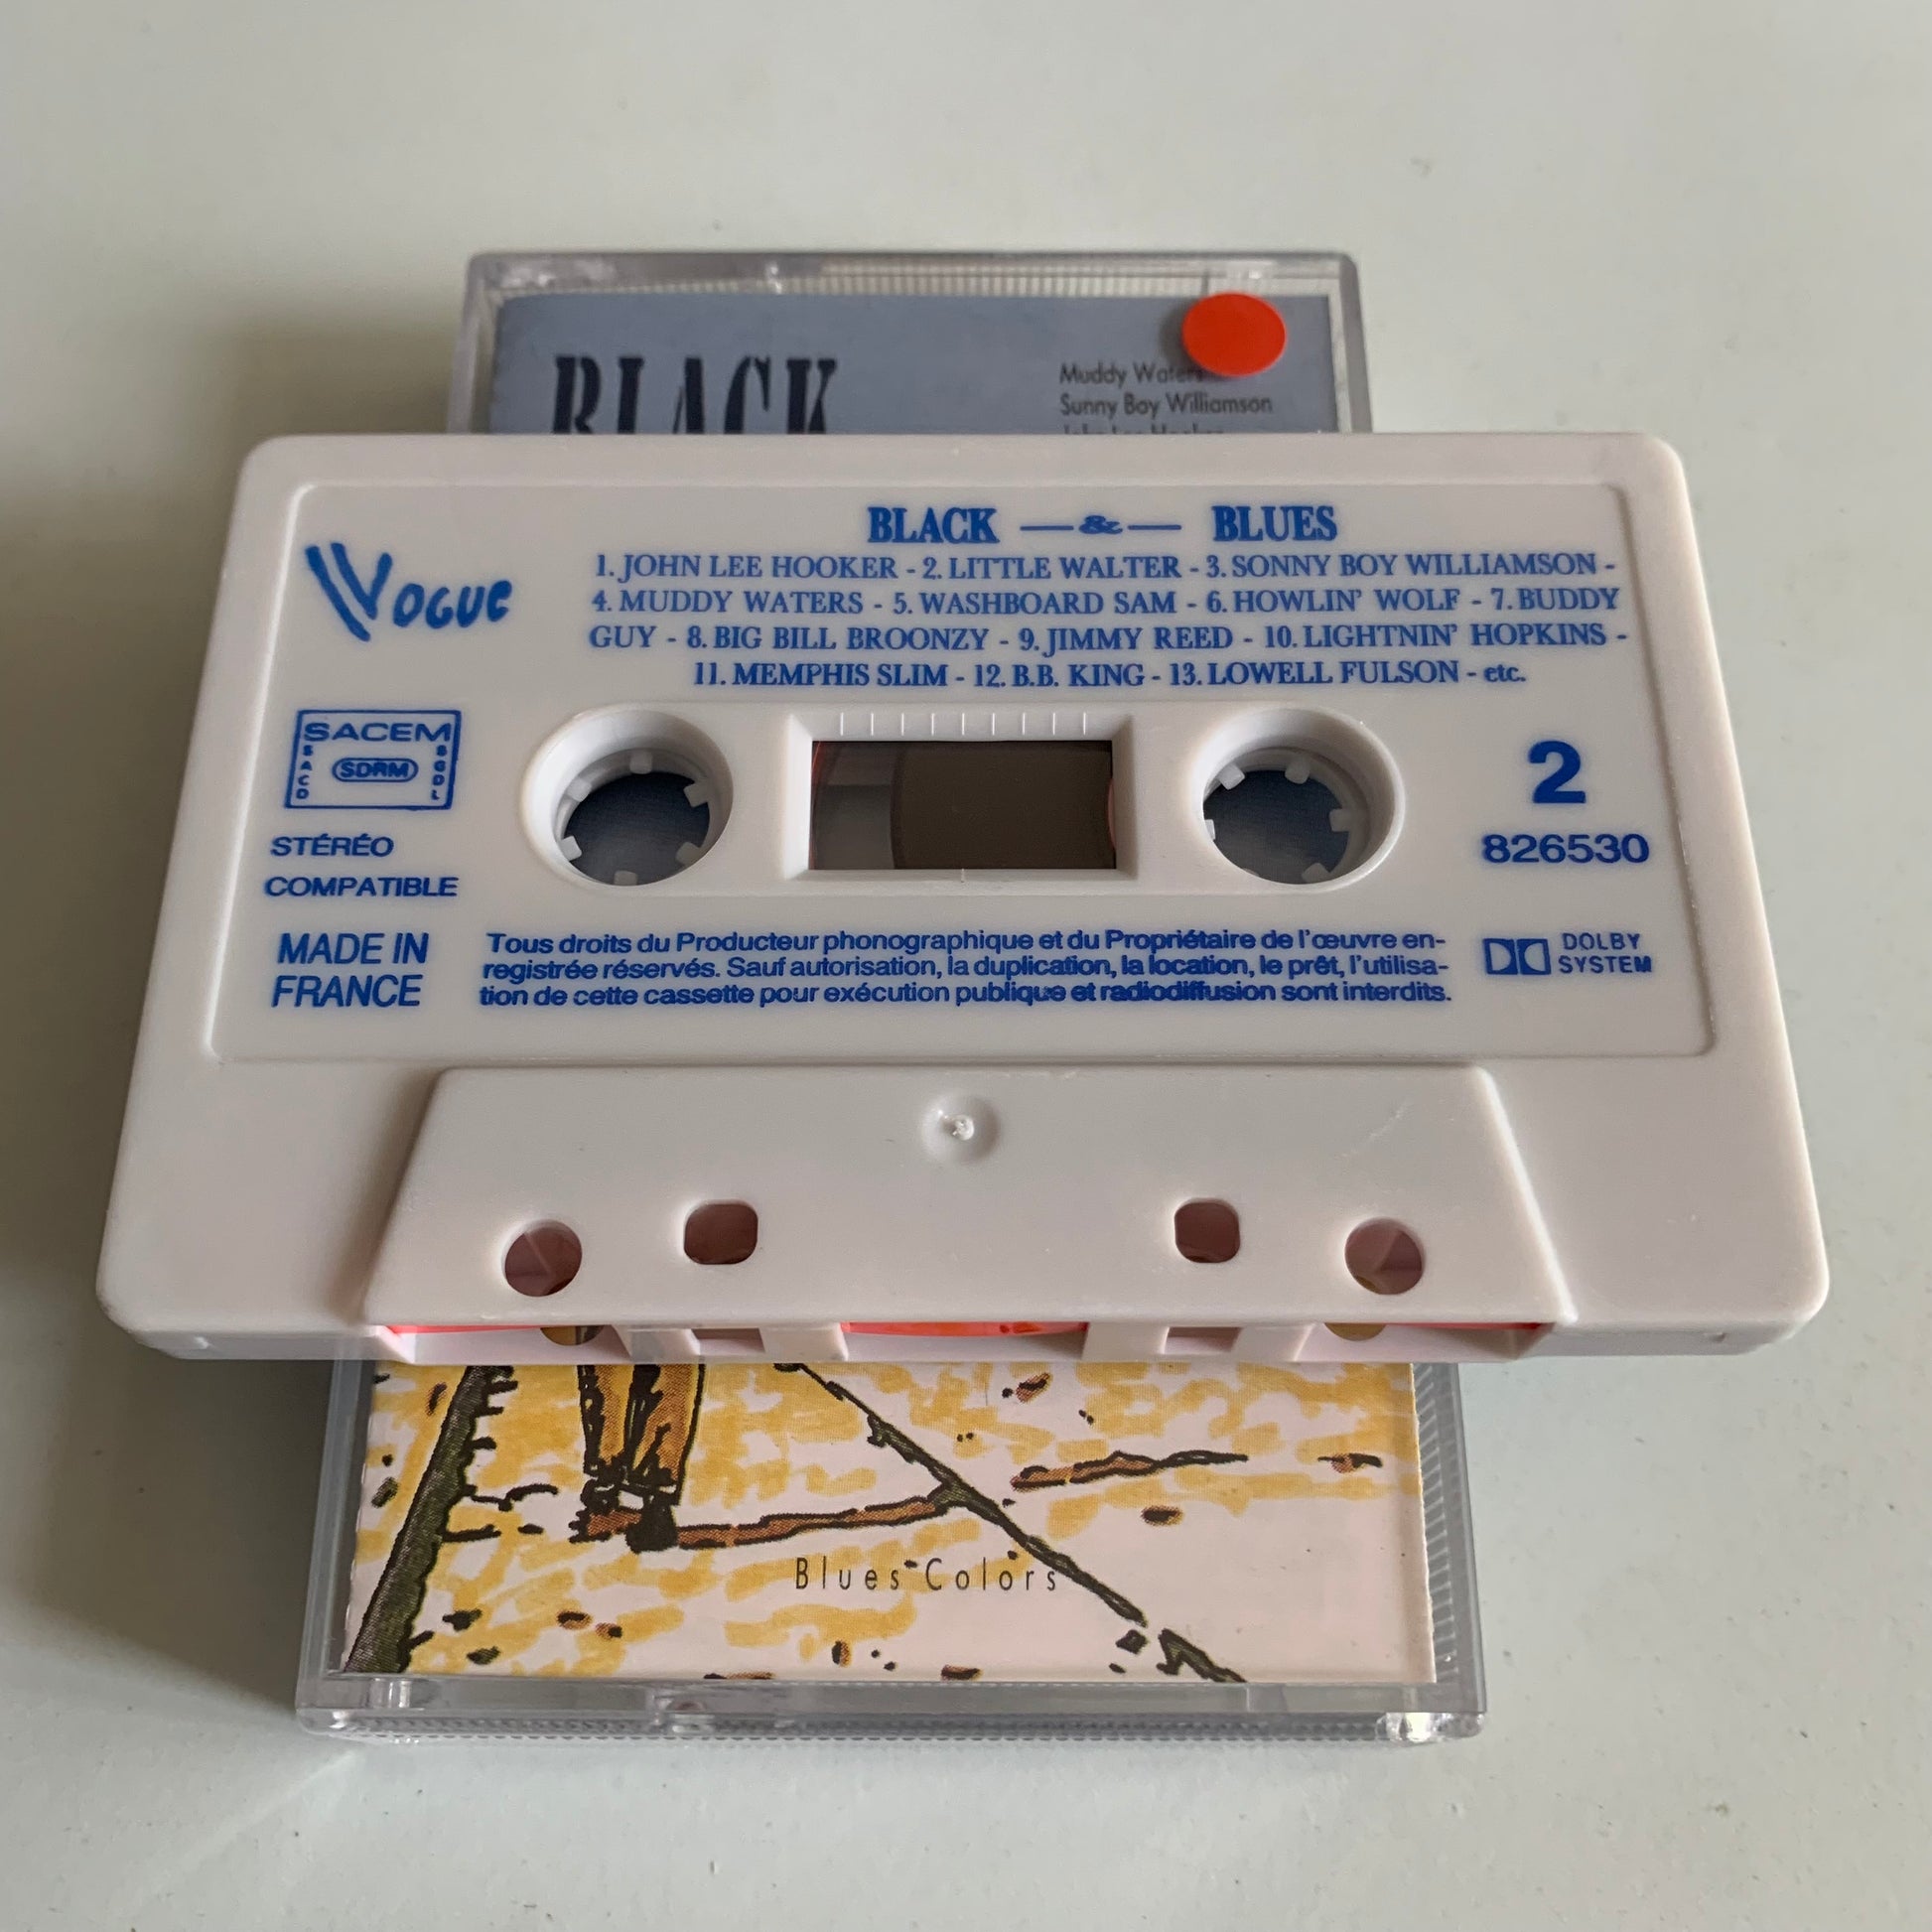 BLACK
Muddy Waters
Sunny Boy Williamson
John Lee Hooker
BLACK — & — BLUES
1. JOHN LEE HOOKER - 2. LITTLE WALTER - 3. SONNY BOY WILLIAMSON -
4. MUDDY WATERS - 5. WASHBOARD SAM - 6. HOWLIN' WOLF - 7. BUDDY
GUY - 8. BIG BILL BROONZY - 9. JIMMY REED - 10. LIGHTNIN' HOPKINS -
11. MEMPHIS SLIM - 12. B.B. KING - 13. LOWELL FULSON - etc.
VOGUE
SACEM
SACD
SDRM
SGDL
STÉRÉO
COMPATIBLE
2
826530
MADE IN
FRANCE
Tous droits du Producteur phonographique et du Propriétaire de l'œuvre en-
registrée réservés. Sauf autorisation, la duplication, la location, le prêt, l'utilisa-
tion de cette cassette pour exécution publique et radiodiffusion sont interdits.
DOLBY
SYSTEM
Blues Colors